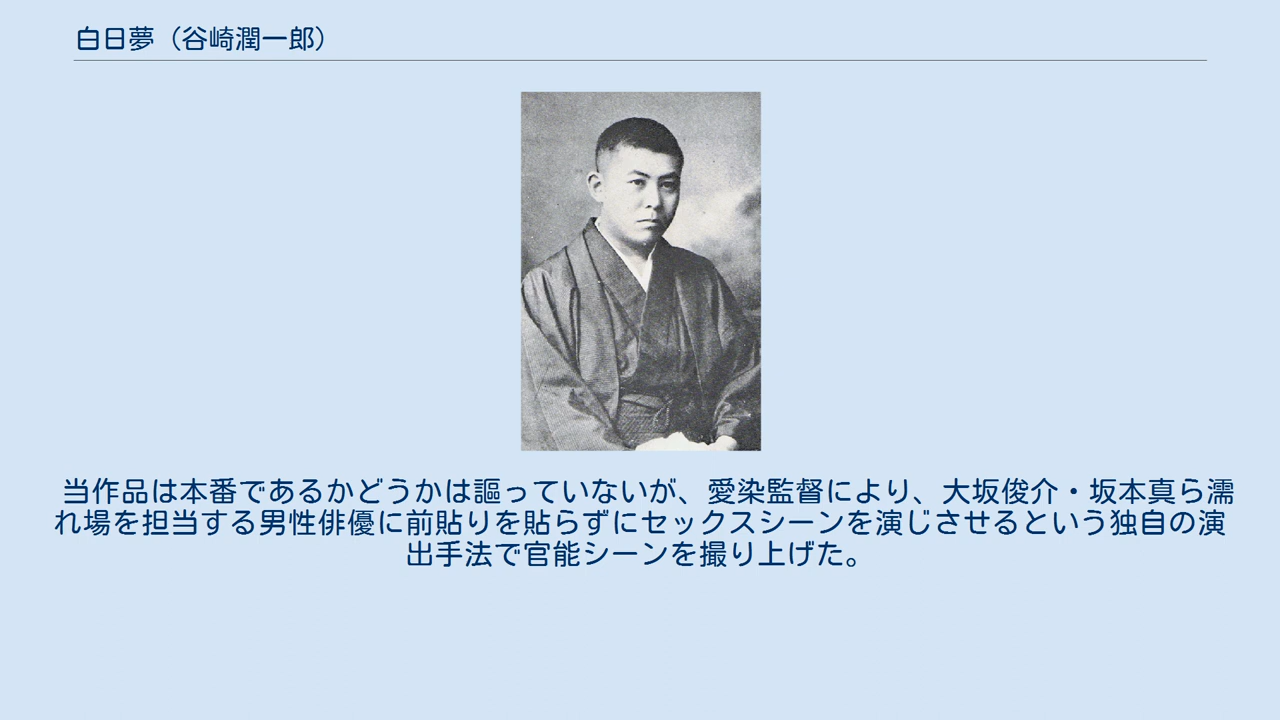 白日夢（谷崎潤一郎）
当作品は本番であるかどうかは謳っていないが、愛染監督により、大坂俊介・坂本真ら濡
れ場を担当する男性俳優に前貼りを貼らずにセックスシーンを演じさせるという独自の演
出手法で官能シーンを撮り上げた。